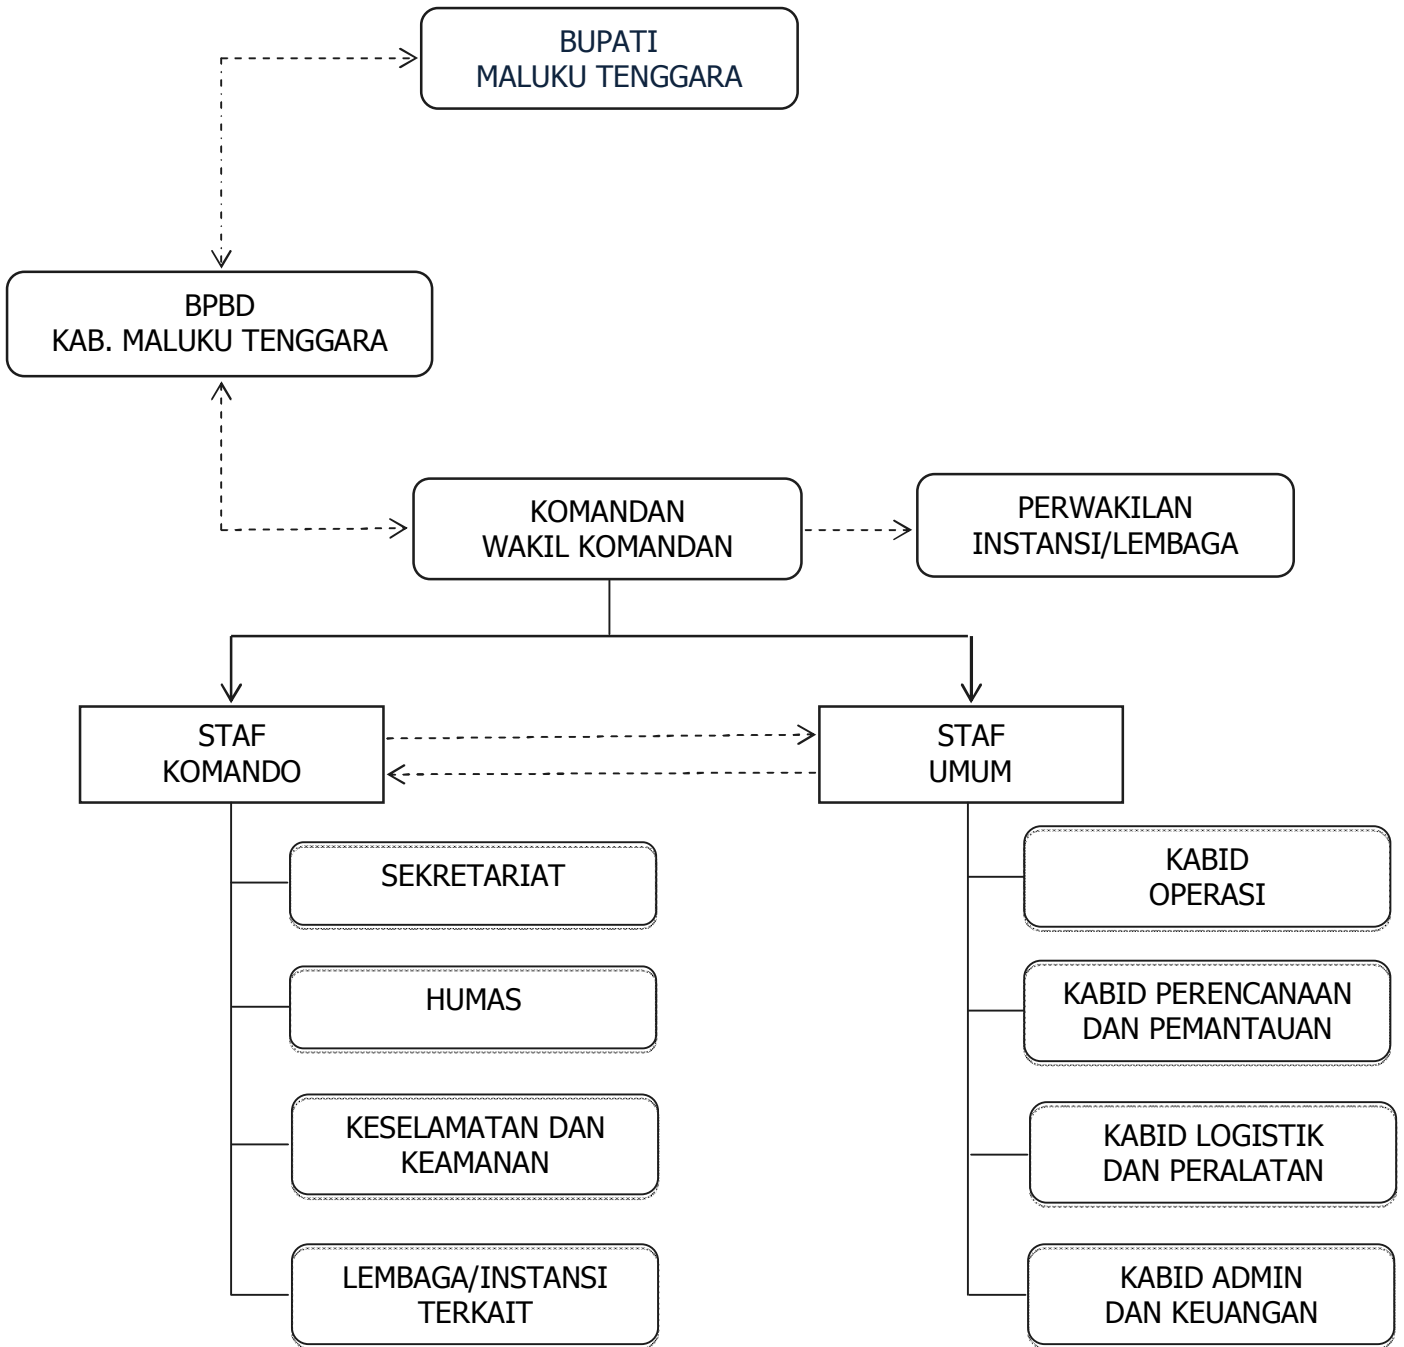 BUPATI
MALUKU TENGGARA
BPBD
KAB. MALUKU TENGGARA
KOMANDAN
WAKIL KOMANDAN
PERWAKILAN
INSTANSI/LEMBAGA
STAF
KOMANDO
STAF
UMUM
SEKRETARIAT
HUMAS
KESELAMATAN DAN
KEAMANAN
LEMBAGA/INSTANSI
TERKAIT
KABID
OPERASI
KABID PERENCANAAN
DAN PEMANTAUAN
KABID LOGISTIK
DAN PERALATAN
KABID ADMIN
DAN KEUANGAN